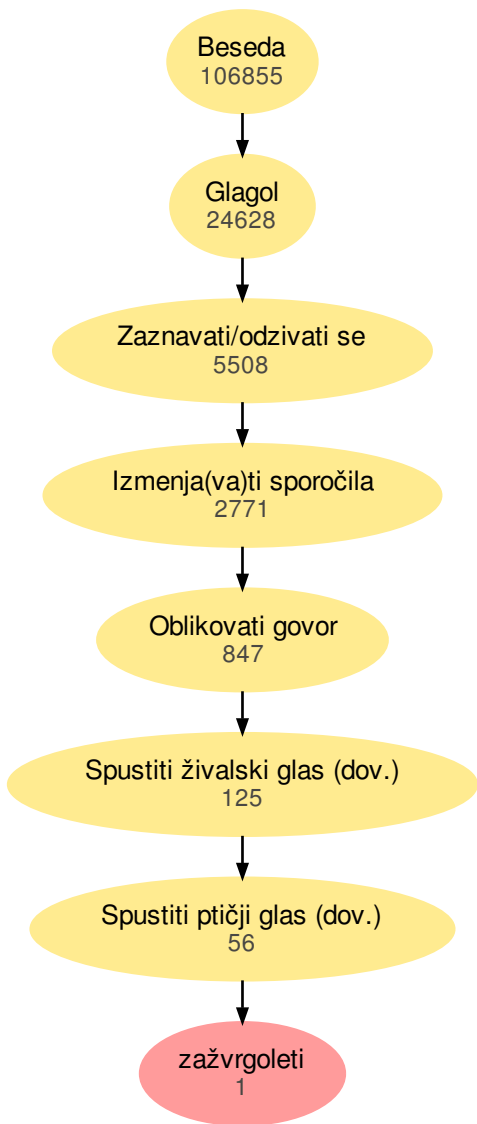 Beseda
106855
Glagol
24628
Zaznavati/odzivati se
5508
Izmenja(va)ti sporočila
2771
Oblikovati govor
847
Spustiti živalski glas (dov.)
125
Spustiti ptičji glas (dov.)
56
zažvrgoleti
1